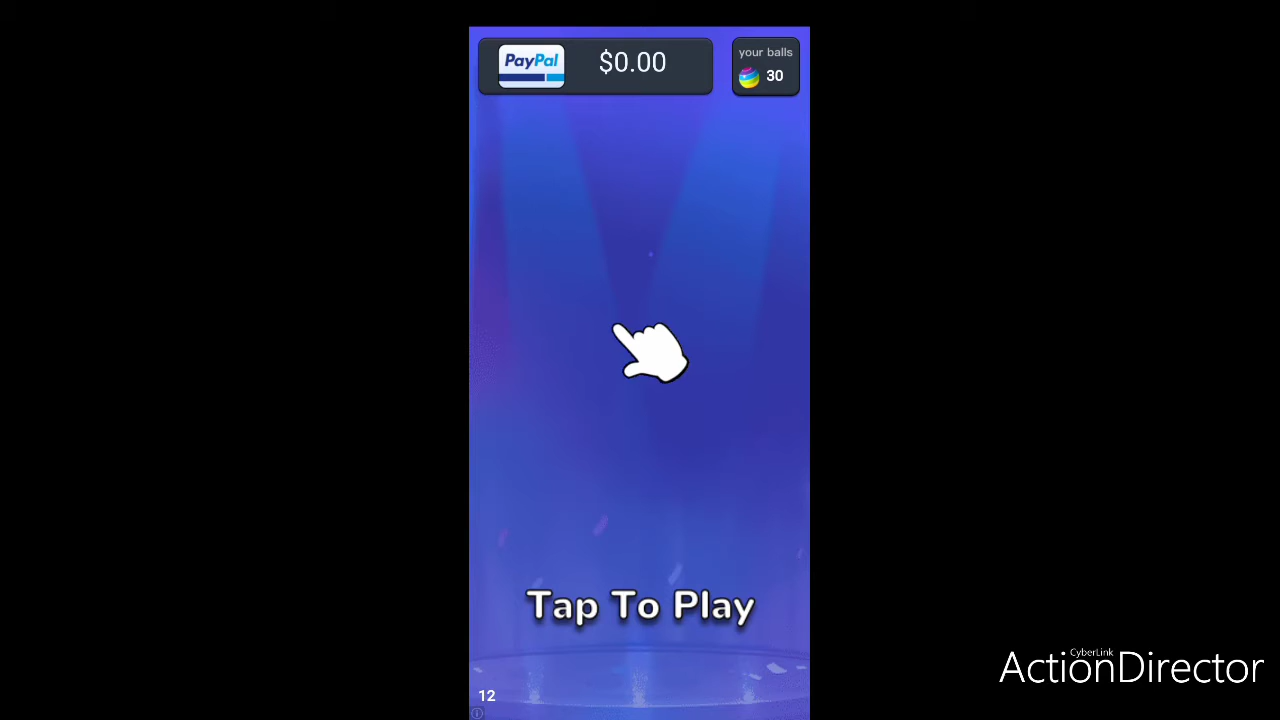 PayPal
$0.00
your balls
30
Tap To Play
12
CyberLink
ActionDirector